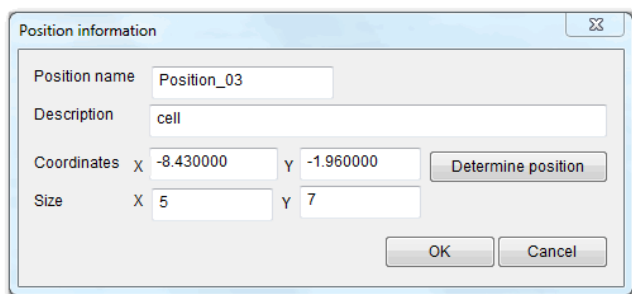 Position information
Position name Position_03
Description cell
Coordinates X -8.430000 Y -1.960000 Determine position
Size X 5 Y 7
OK Cancel